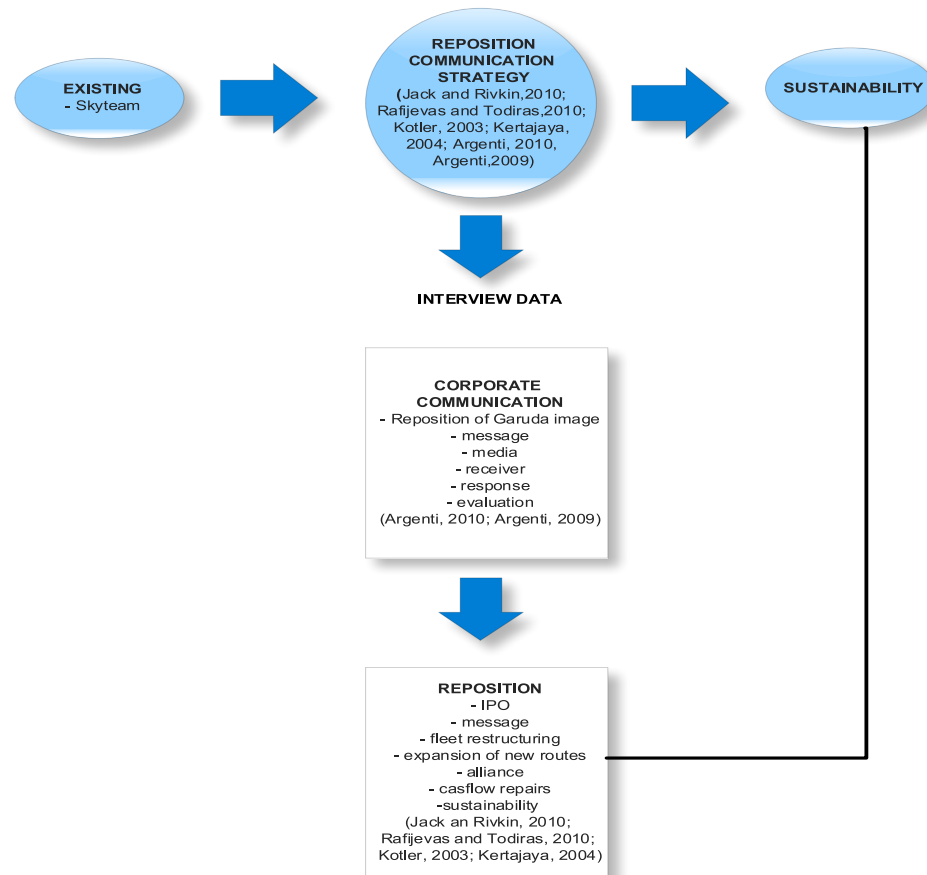 EXISTING
- Skyteam
REPOSITION
COMMUNICATION
STRATEGY
(Jack and Rivkin,2010;
Rafijevas and Todiras,2010;
Kotler, 2003; Kertajaya,
2004; Argenti, 2010,
Argenti,2009)
SUSTAINABILITY
INTERVIEW DATA
CORPORATE
COMMUNICATION
- Reposition of Garuda image
- message
- media
- receiver
- response
- evaluation
(Argenti, 2010; Argenti, 2009)
REPOSITION
- IPO
- message
- fleet restructuring
- expansion of new routes
- alliance
- casflow repairs
-sustainability
(Jack an Rivkin, 2010;
Rafijevas and Todiras, 2010;
Kotler, 2003; Kertajaya, 2004)